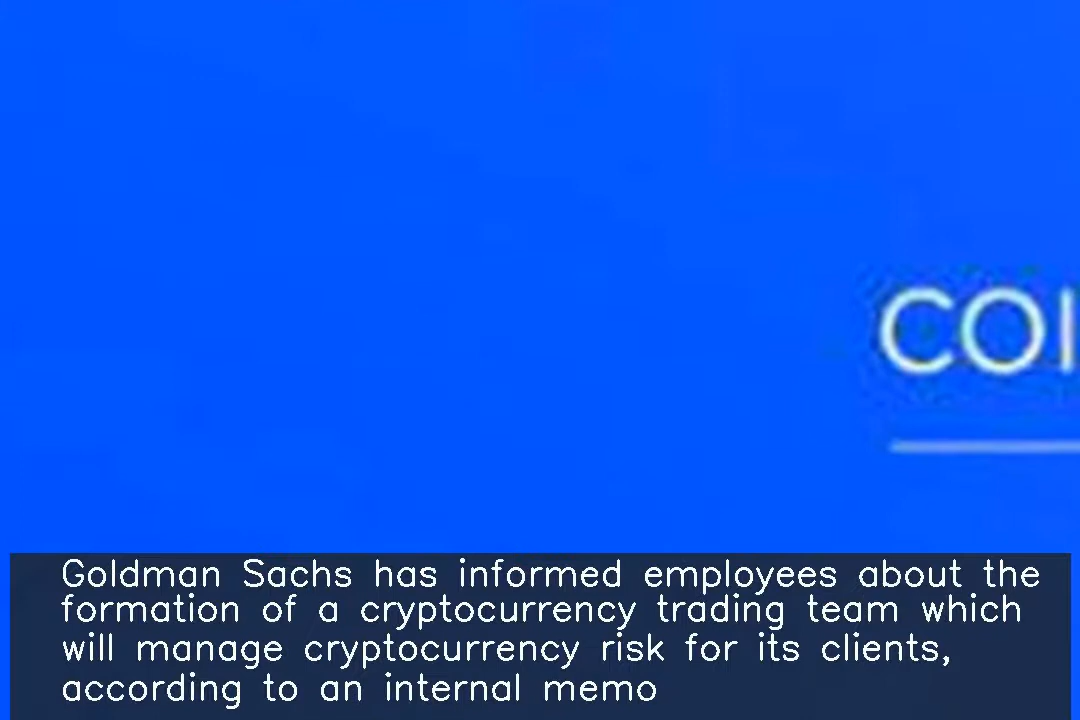 COI
Goldman Sachs has informed employees about the
formation of a cryptocurrency trading team which
will manage cryptocurrency risk for its clients,
according to an internal memo